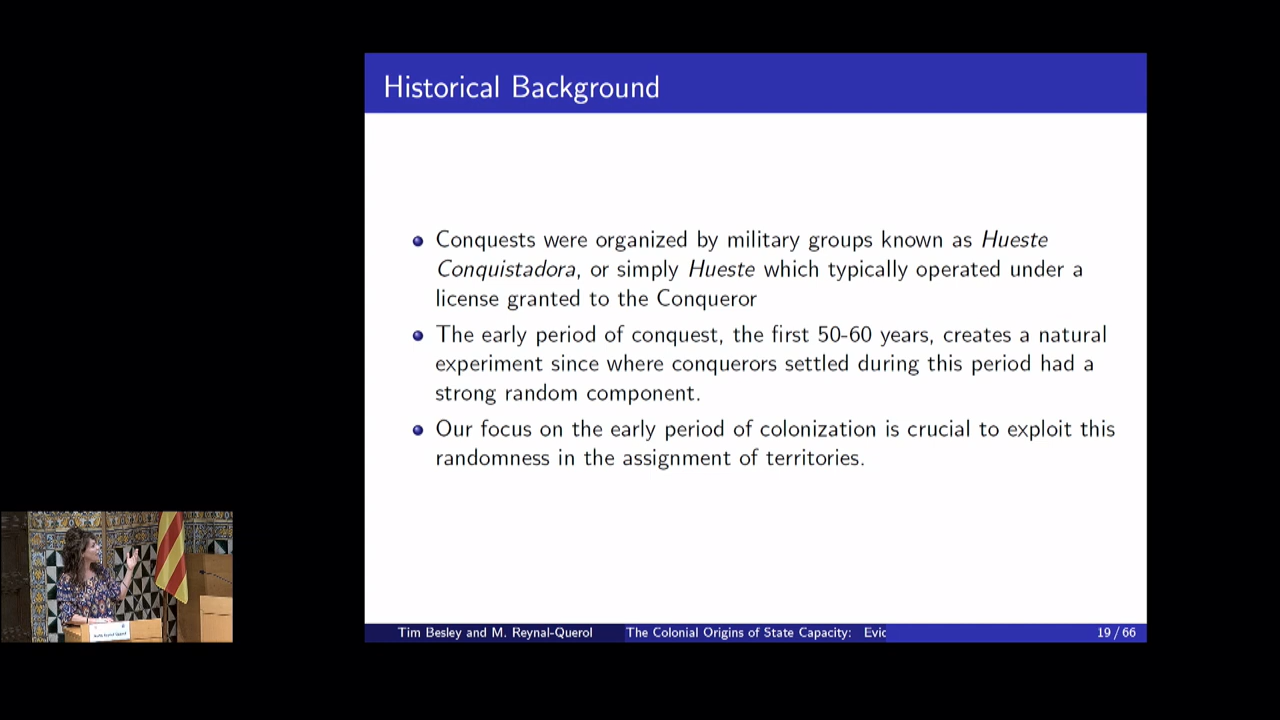 Historical Background
Conquests were organized by military groups known as Hueste
Conquistadora, or simply Hueste which typically operated under a
license granted to the Conqueror
The early period of conquest, the first 50-60 years, creates a natural
experiment since where conquerors settled during this period had a
strong random component.
Our focus on the early period of colonization is crucial to exploit this
randomness in the assignment of territories.
Tim Besley and M. Reynal-Querol
The Colonial Origins of State Capacity: Evid
19 / 66